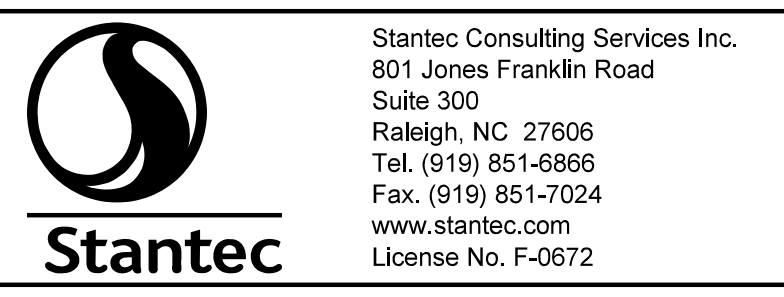 Stantec
Stantec Consulting Services Inc.
801 Jones Franklin Road
Suite 300
Raleigh, NC  27606
Tel. (919) 851-6866
Fax. (919) 851-7024
www.stantec.com
License No. F-0672